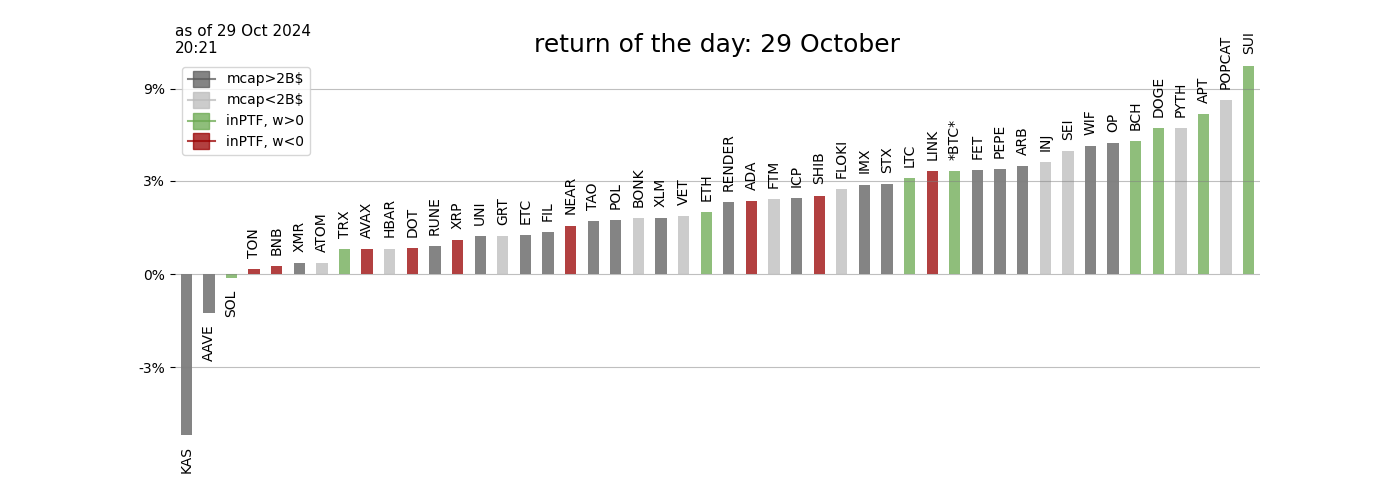 as of 29 Oct 2024
20:21
return of the day: 29 October
mcap>2B$
mcap<2B$
inPTF, w>0
inPTF, w<0
9%
3%
0%
-3%
KAS
AAVE
SOL
TON
BNB
XMR
ATOM
TRX
AVAX
HBAR
DOT
RUNE
XRP
UNI
GRT
ETC
FIL
NEAR
TAO
POL
BONK
XLM
VET
ETH
RENDER
ADA
FTM
ICP
SHIB
FLOKI
IMX
STX
LTC
LINK
*BTC*
FET
PEPE
ARB
INJ
SEI
WIF
OP
BCH
DOGE
PYTH
APT
POPCAT
SUI